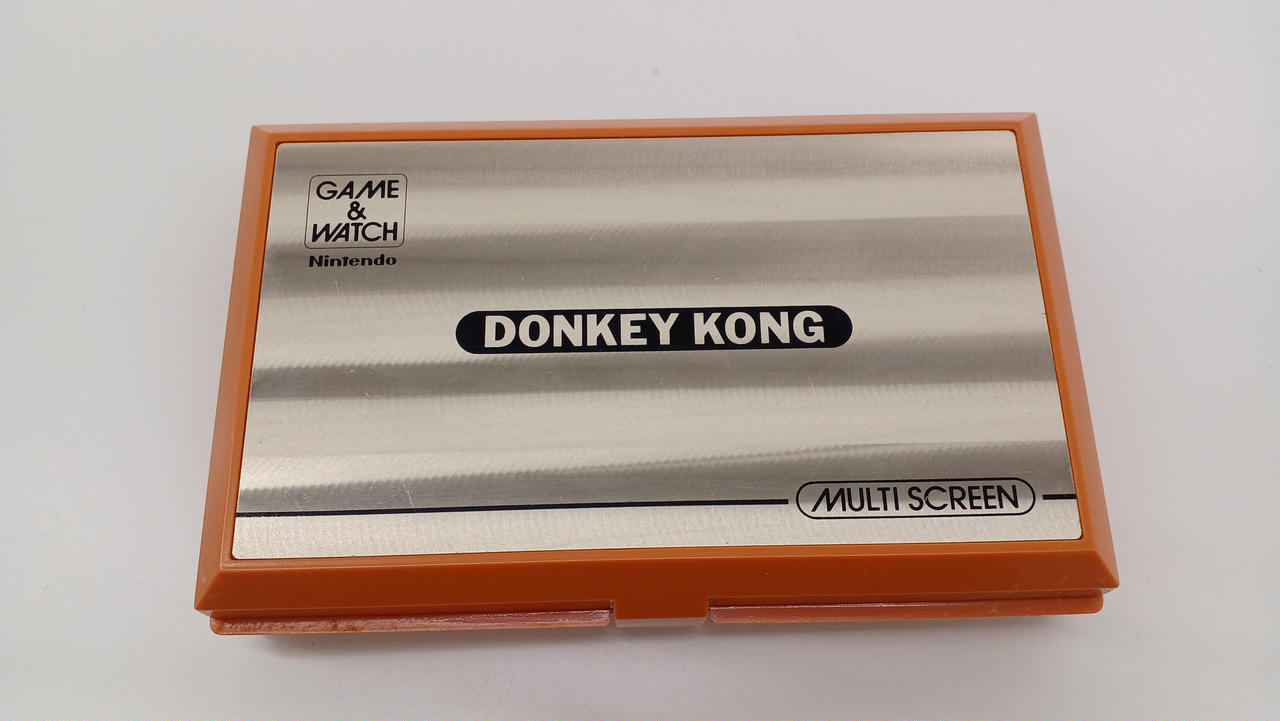 GAME
&
WATCH
Nintendo
DONKEY KONG
MULTI SCREEN